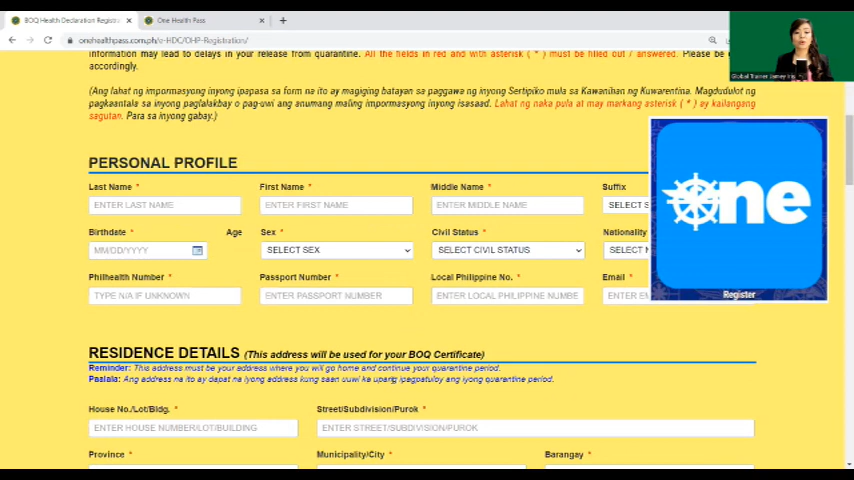 BOQ Health Declaration Registra
One Health Pass
onehealthpass.com.ph/e-HDC/OHP-Registration/
information may lead to delays in your release from quarantine. All the fields in red and with asterisk ( * ) must be filled out / answered. Please be
accordingly.
(Ang lahat ng impormasyong inyong ipapasa sa form na ito ay magiging batayan sa paggawa ng inyong Sertipiko mula sa Kawanihan ng Kuwarentina. Magdudulot ng
pagkaantala sa inyong paglalakbay o pag-uwi ang anumang maling impormasyong inyong isasaad. Lahat ng naka pula at may markang asterisk ( * ) ay kailangang
sagutan. Para sa inyong gabay.)
Global Trainer Jamey Iris
PERSONAL PROFILE
Last Name * First Name * Middle Name * Suffix
ENTER LAST NAME ENTER FIRST NAME ENTER MIDDLE NAME SELECT S
Birthdate * Age Sex * Civil Status * Nationality
MM/DD/YYYY SELECT SEX SELECT CIVIL STATUS SELECT
Philhealth Number * Passport Number * Local Philippine No. * Email *
TYPE N/A IF UNKNOWN ENTER PASSPORT NUMBER ENTER LOCAL PHILIPPINE NUMBE ENTER
one
Register
RESIDENCE DETAILS (This address will be used for your BOQ Certificate)
Reminder: This address must be your address where you will go home and continue your quarantine period.
Paalala: Ang address na ito ay dapat na iyong address kung saan uuwi ka upang ipagpatuloy ang iyong quarantine period.
House No./Lot/Bldg. * Street/Subdivision/Purok *
ENTER HOUSE NUMBER/LOT/BUILDING ENTER STREET/SUBDIVISION/PUROK
Province * Municipality/City * Barangay *